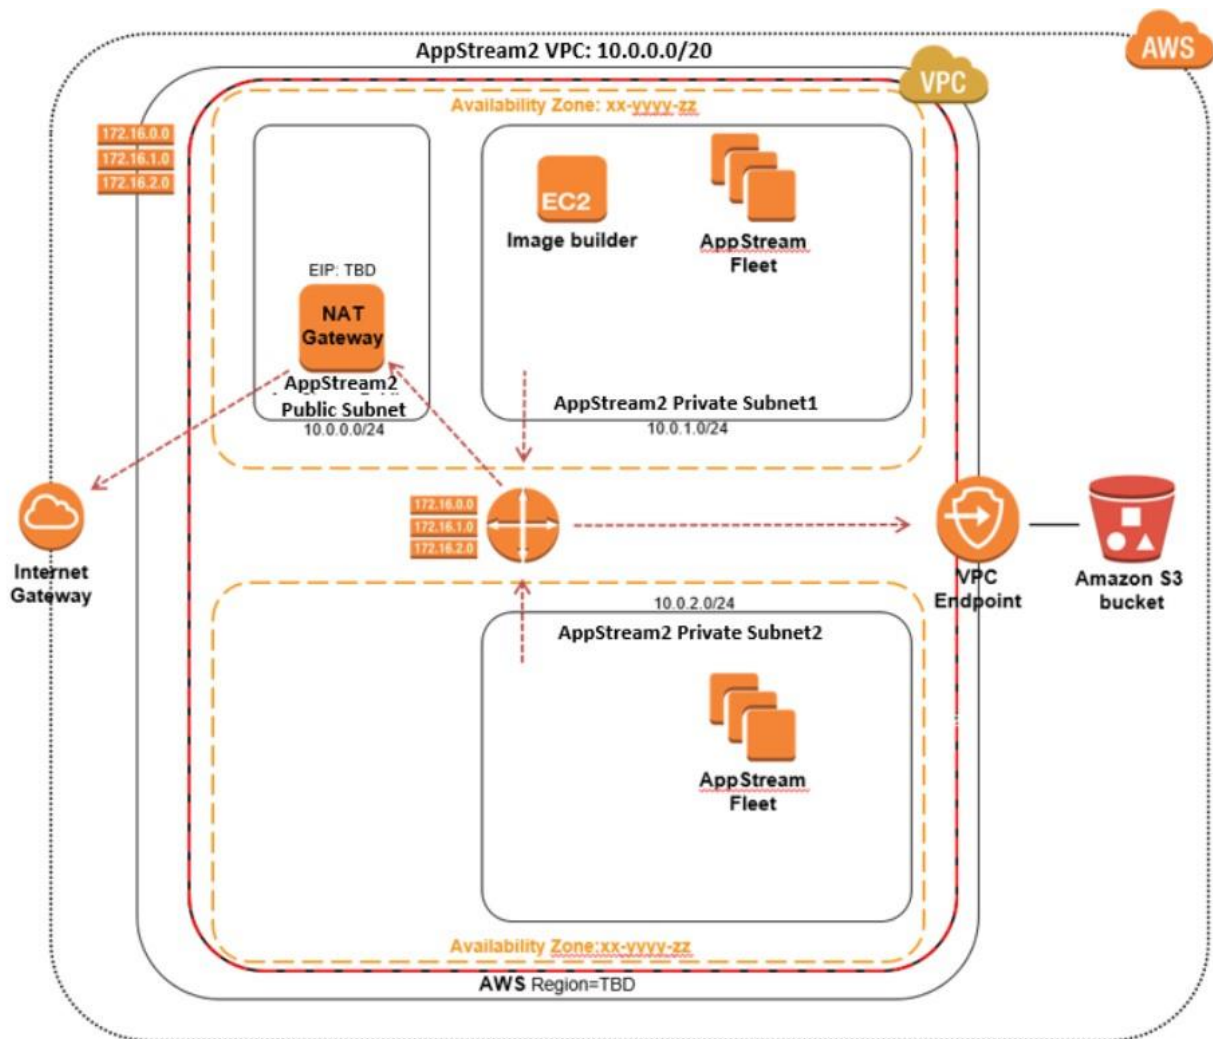 AppStream2 VPC: 10.0.0.0/20
AWS
VPC
Availability Zone: xx-yyyy-zz
172.16.0.0
172.16.1.0
172.16.2.0
EC2
Image builder
AppStream
Fleet
EIP: TBD
NAT
Gateway
AppStream2
Public Subnet
10.0.0.0/24
AppStream2 Private Subnet1
10.0.1.0/24
172.16.0.0
172.16.1.0
172.16.2.0
Internet
Gateway
VPC
Endpoint
Amazon S3
bucket
10.0.2.0/24
AppStream2 Private Subnet2
AppStream
Fleet
Availability Zone:xx-yyyy-zz
AWS Region=TBD